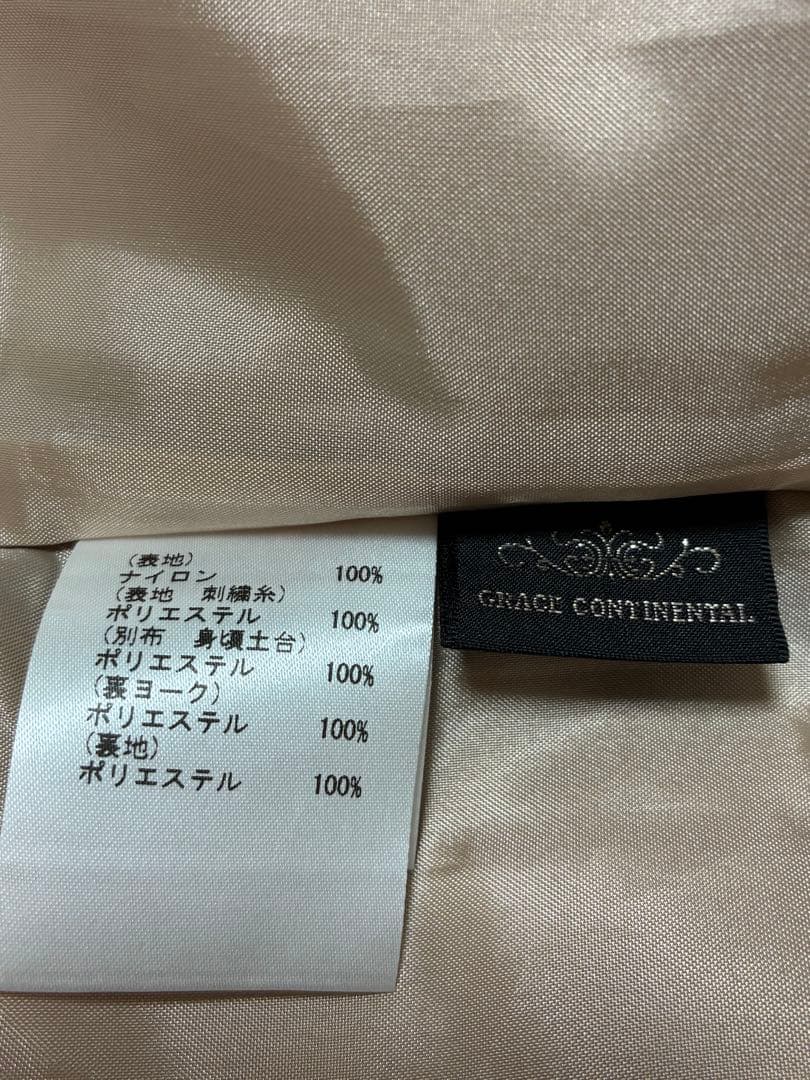 (表地)
ナイロン 100%
(表地 刺繍糸)
ポリエステル 100%
(別布 身頃土台)
ポリエステル 100%
(裏ヨーク)
ポリエステル 100%
(裏地)
ポリエステル 100%
GRACE CONTINENTAL